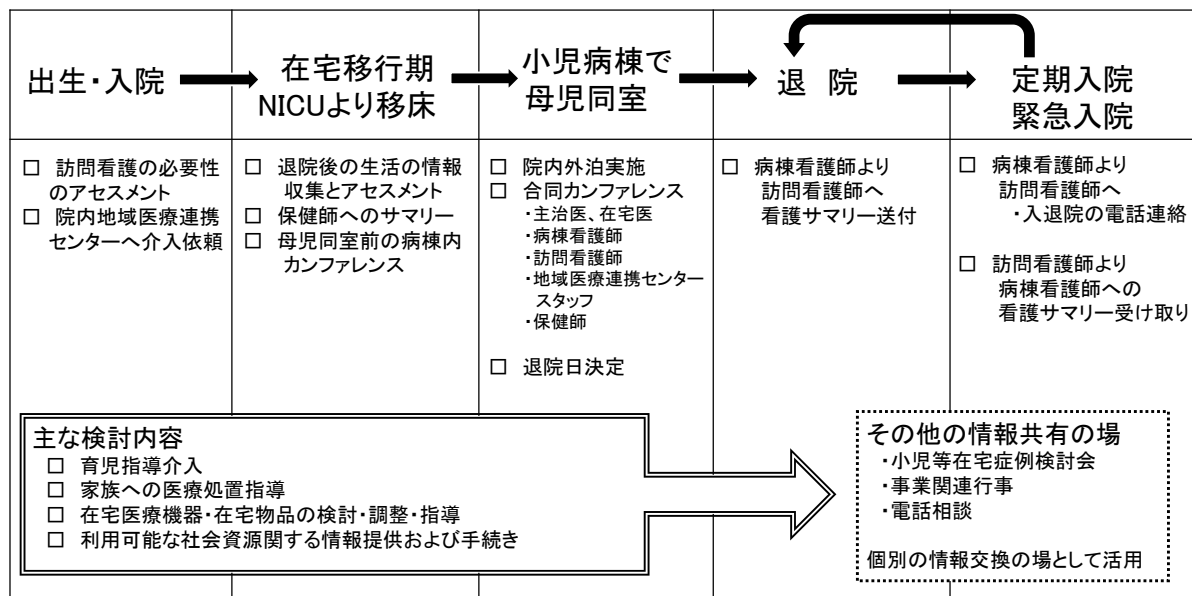 出生・入院
在宅移行期
NICUより移床
小児病棟で
母児同室
退 院
定期入院
緊急入院
□ 訪問看護の必要性
のアセスメント
□ 院内地域医療連携
センターへ介入依頼
□ 退院後の生活の情報
収集とアセスメント
□ 保健師へのサマリー
□ 母児同室前の病棟内
カンファレンス
□ 院内外泊実施
□ 合同カンファレンス
・主治医、在宅医
・病棟看護師
・訪問看護師
・地域医療連携センター
スタッフ
・保健師
□ 退院日決定
□ 病棟看護師より
訪問看護師へ
看護サマリー送付
□ 病棟看護師より
訪問看護師へ
・入退院の電話連絡
□ 訪問看護師より
病棟看護師への
看護サマリー受け取り
主な検討内容
□ 育児指導介入
□ 家族への医療処置指導
□ 在宅医療機器・在宅物品の検討・調整・指導
□ 利用可能な社会資源関する情報提供および手続き
その他の情報共有の場
・小児等在宅症例検討会
・事業関連行事
・電話相談
個別の情報交換の場として活用